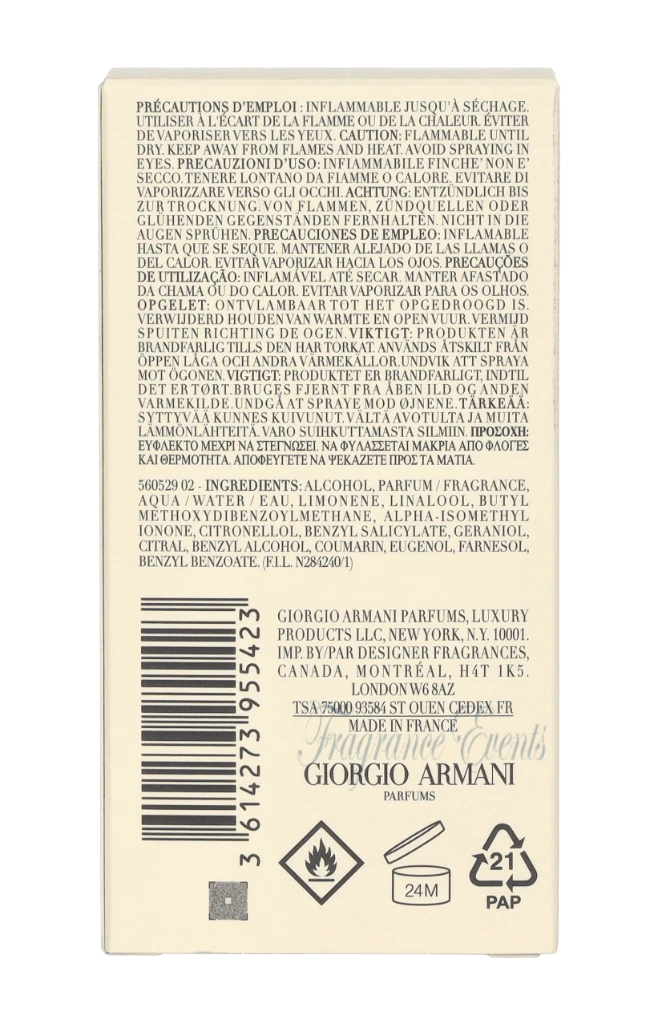 PRÉCAUTIONS D'EMPLOI : INFLAMMABLE JUSQU'À SÉCHAGE.
UTILISER À L'ÉCART DE LA FLAMME OU DE LA CHALEUR. ÉVITER
DE VAPORISER VERS LES YEUX. CAUTION: FLAMMABLE UNTIL
DRY. KEEP AWAY FROM FLAMES AND HEAT. AVOID SPRAYING IN
EYES. PRECAUZIONI D'USO: INFIAMMABILE FINCHE' NON E'
SECCO. TENERE LONTANO DA FIAMME O CALORE. EVITARE DI
VAPORIZZARE VERSO GLI OCCHI. ACHTUNG: ENTZÜNDLICH BIS
ZUR TROCKNUNG. VON FLAMMEN, ZÜNDQUELLEN ODER
GLÜHENDEN GEGENSTÄNDEN FERNHALTEN. NICHT IN DIE
AUGEN SPRÜHEN. PRECAUCIONES DE EMPLEO: INFLAMABLE
HASTA QUE SE SEQUE. MANTENER ALEJADO DE LAS LLAMAS O
DEL CALOR. EVITAR VAPORIZAR HACIA LOS OJOS. PRECAUÇÕES
DE UTILIZAÇÃO: INFLAMÁVEL ATÉ SECAR. MANTER AFASTADO
DA CHAMA OU DO CALOR. EVITAR VAPORIZAR PARA OS OLHOS.
OPGELET: ONTVLAMBAAR TOT HET OPGEDROOGD IS.
VERWIJDERD HOUDEN VAN WARMTE EN OPEN VUUR. VERMIJD
SPUITEN RICHTING DE OGEN. VIKTIGT: PRODUKTEN ÄR
BRANDFARLIG TILLS DEN HAR TORKAT. ANVÄNDS ÅTSKILT FRÅN
ÖPPEN LÅGA OCH ANDRA VÄRMEKÄLLOR. UNDVIK ATT SPRAYA
MOT ÖGONEN. VIGTIGT: PRODUKTET ER BRANDFARLIGT, INDTIL
DET ER TØRT. BRUGES FJERNT FRA ÅBEN ILD OG ANDEN
VARMEKILDE. UNDGÅ AT SPRAYE MOD ØJNENE. TÄRKEÄÄ:
SYTTYVÄÄ KUNNES KUIVUNUT. VÄLTÄ AVOTULTA JA MUITA
LÄMMÖNLÄHTEITÄ. VARO SUIHKUTTAMASTA SILMIIN. ΠΡΟΣΟΧΗ:
ΕΥΦΛΕΚΤΟ ΜΕΧΡΙ ΝΑ ΣΤΕΓΝΩΣΕΙ. ΝΑ ΦΥΛΑΣΣΕΤΑΙ ΜΑΚΡΙΑ ΑΠΟ ΦΛΟΓΕΣ
ΚΑΙ ΘΕΡΜΟΤΗΤΑ. ΑΠΟΦΕΥΓΕΤΕ ΝΑ ΨΕΚΑΖΕΤΕ ΠΡΟΣ ΤΑ ΜΑΤΙΑ.
560529 02 - INGREDIENTS: ALCOHOL, PARFUM / FRAGRANCE,
AQUA / WATER / EAU, LIMONENE, LINALOOL, BUTYL
METHOXYDIBENZOYLMETHANE, ALPHA-ISOMETHYL
IONONE, CITRONELLOL, BENZYL SALICYLATE, GERANIOL,
CITRAL, BENZYL ALCOHOL, COUMARIN, EUGENOL, FARNESOL,
BENZYL BENZOATE. (F.I.L. N284240/1)
3 614273 955423
GIORGIO ARMANI PARFUMS, LUXURY
PRODUCTS LLC, NEW YORK, N.Y. 10001.
IMP. BY/PAR DESIGNER FRAGRANCES,
CANADA, MONTRÉAL, H4T 1K5.
LONDON W6 8AZ
TSA 75000 93584 ST OUEN CEDEX FR
MADE IN FRANCE
Fragrance Events
GIORGIO ARMANI
PARFUMS
24M
21
PAP